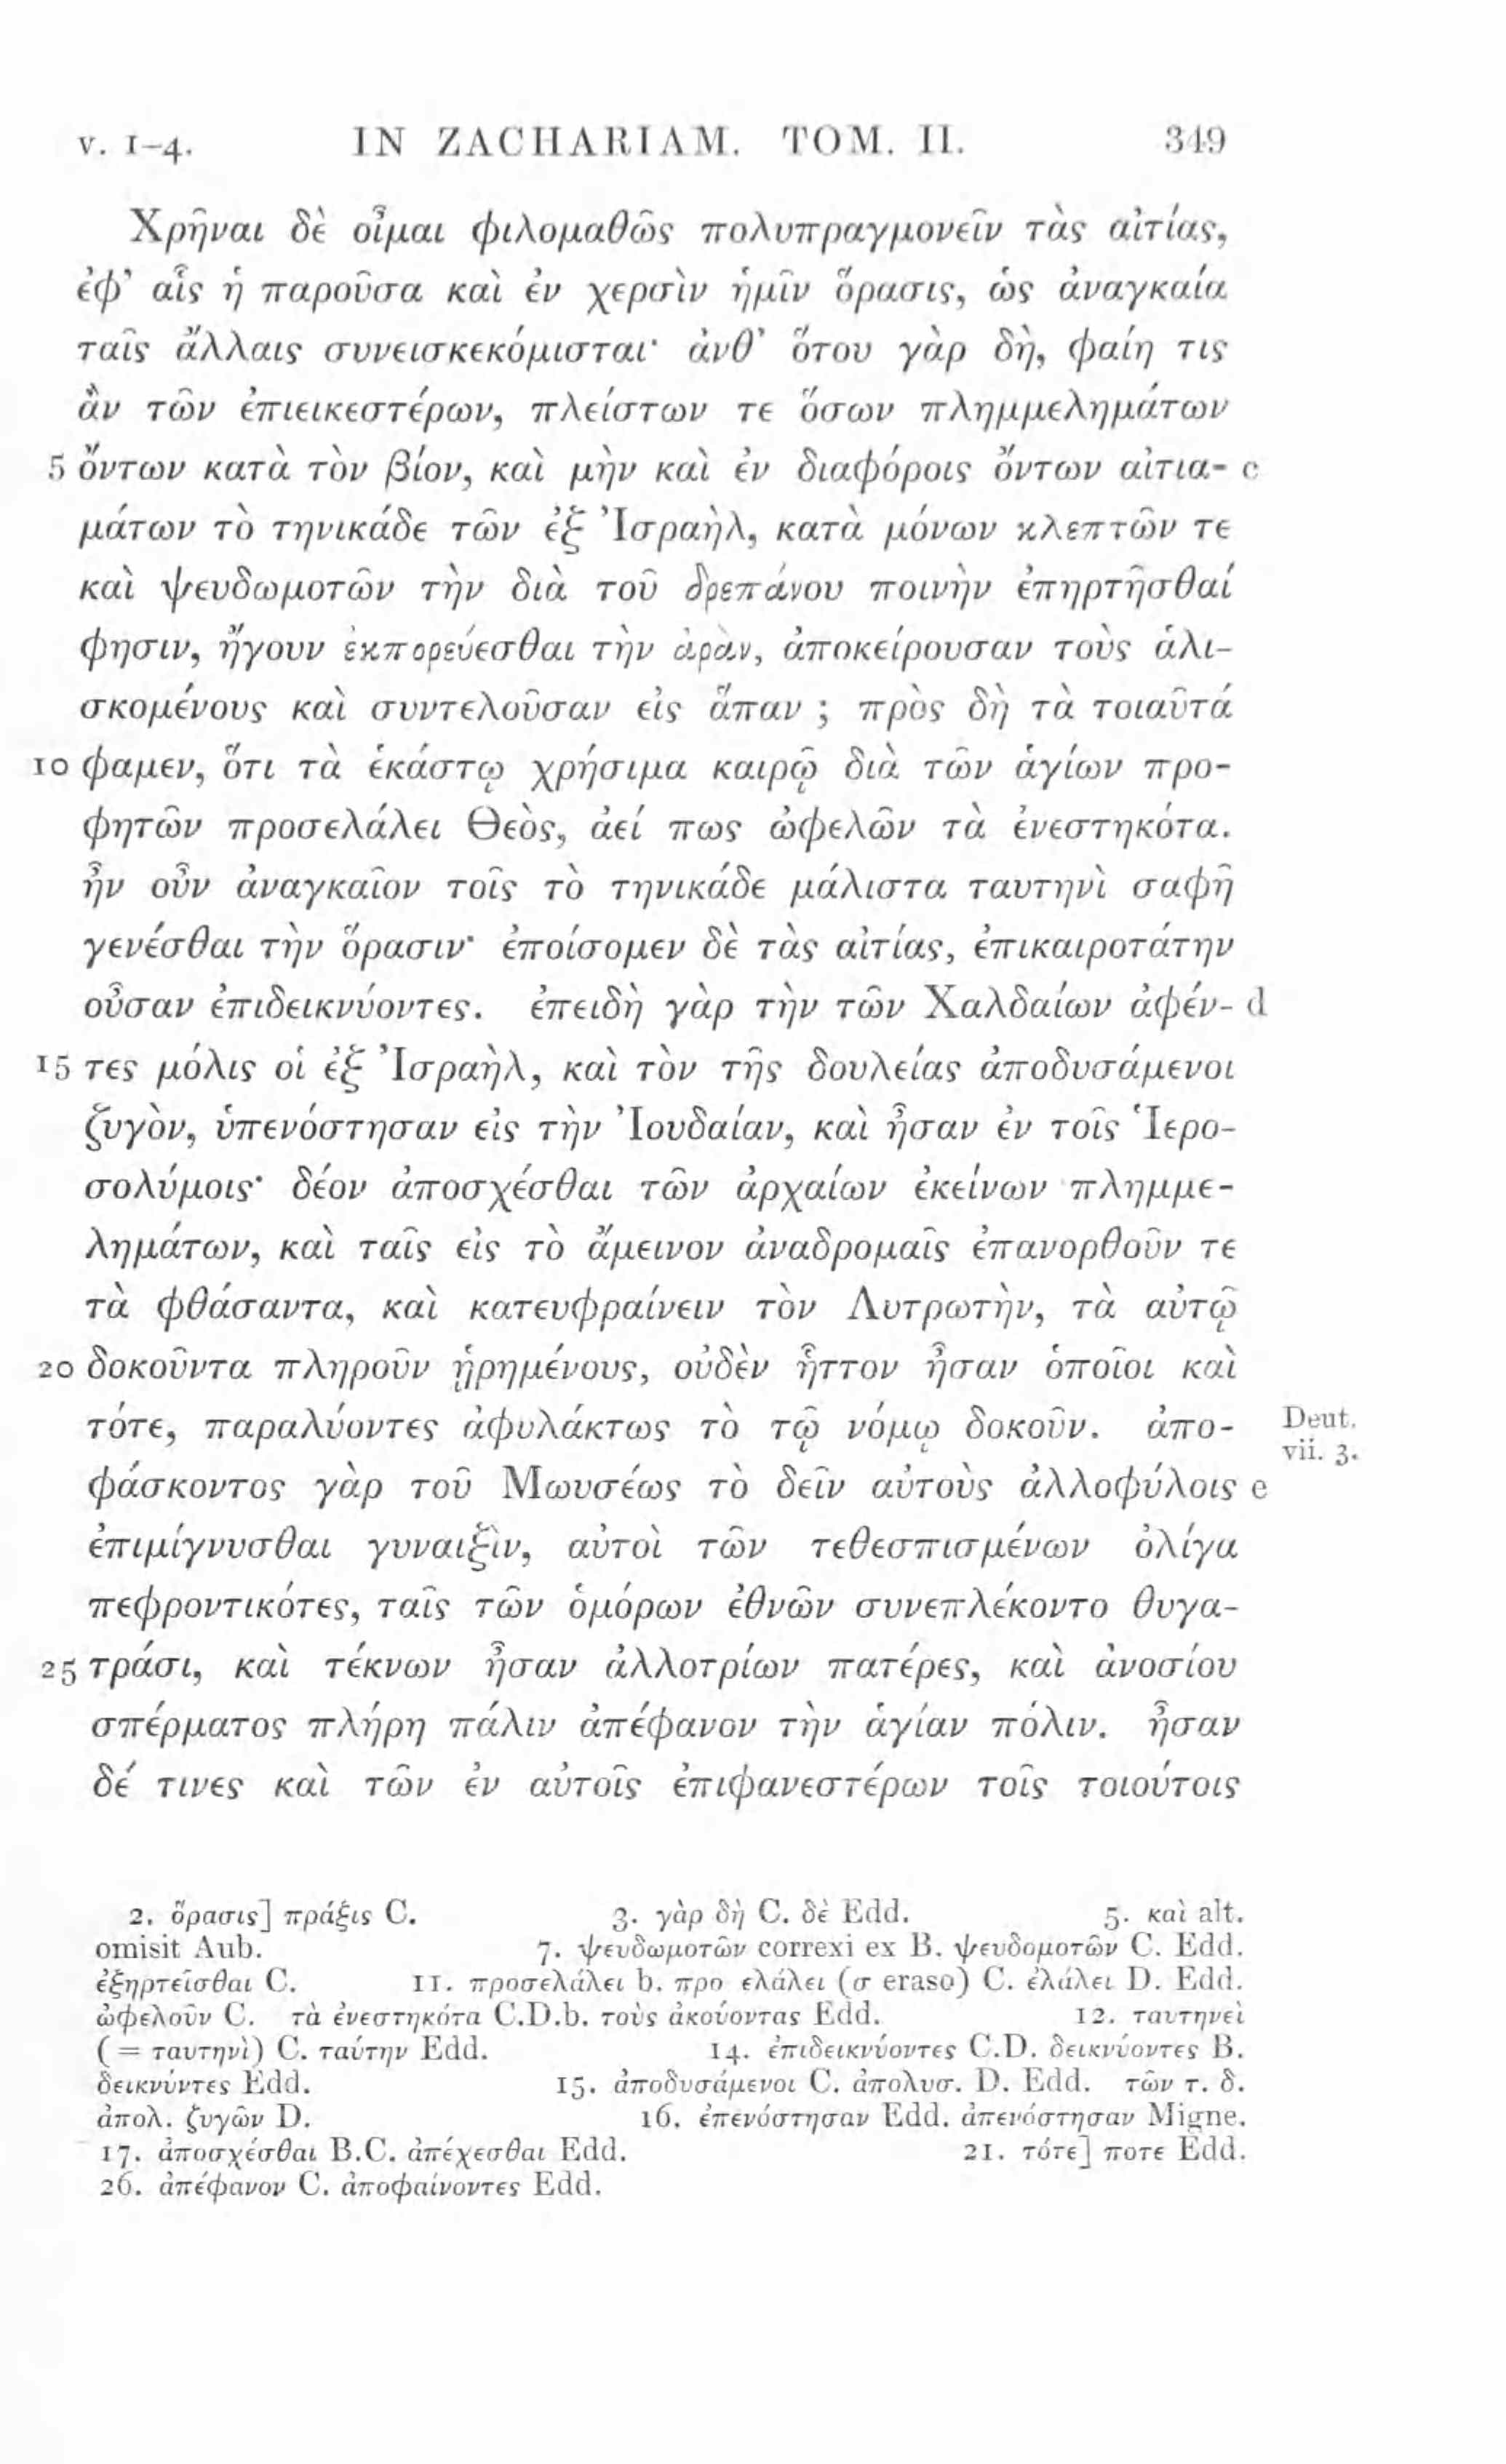 v. 1–4. IN ZACHARIAM. TOM. II. 349
Χρῆναι δὲ οἶμαι φιλομαθῶς πολυπραγμονεῖν τὰς αἰτίας,
ἐφ’ αἷς ἡ παροῦσα καὶ ἐν χερσὶν ἡμῖν ὅρασις, ὡς ἀναγκαία
ταῖς ἄλλαις συνεισκεκόμισται· ἀνθ’ ὅτου γὰρ δὴ, φαίη τις
ἂν τῶν ἐπιεικεστέρων, πλείστων τε ὅσων πλημμελημάτων
5 ὄντων κατὰ τὸν βίον, καὶ μὴν καὶ ἐν διαφόροις ὄντων αἰτια- c
μάτων τὸ τηνικάδε τῶν ἐξ Ἰσραὴλ, κατὰ μόνων κλεπτῶν τε
καὶ ψευδωμοτῶν τὴν διὰ τοῦ δρεπάνου ποινὴν ἐπηρτῆσθαί
φησιν, ἤγουν ἐκπορεύεσθαι τὴν ἀρὰν, ἀποκείρουσαν τοὺς ἁλι-
σκομένους καὶ συντελοῦσαν εἰς ἅπαν ; πρὸς δὴ τὰ τοιαῦτά
10 φαμεν, ὅτι τὰ ἑκάστῳ χρήσιμα καιρῷ διὰ τῶν ἁγίων προ-
φητῶν προσελάλει Θεὸς, ἀεί πως ὠφελῶν τὰ ἐνεστηκότα.
ἦν οὖν ἀναγκαῖον τοῖς τὸ τηνικάδε μάλιστα ταυτηνὶ σαφῆ
γενέσθαι τὴν ὅρασιν· ἐποίσομεν δὲ τὰς αἰτίας, ἐπικαιροτάτην
οὖσαν ἐπιδεικνύοντες. ἐπειδὴ γὰρ τὴν τῶν Χαλδαίων ἀφέν- d
15 τες μόλις οἱ ἐξ Ἰσραὴλ, καὶ τὸν τῆς δουλείας ἀποδυσάμενοι
ζυγὸν, ὑπενόστησαν εἰς τὴν Ἰουδαίαν, καὶ ἦσαν ἐν τοῖς Ἱερο-
σολύμοις· δέον ἀποσχέσθαι τῶν ἀρχαίων ἐκείνων πλημμε-
λημάτων, καὶ ταῖς εἰς τὸ ἄμεινον ἀναδρομαῖς ἐπανορθοῦν τε
τὰ φθάσαντα, καὶ κατευφραίνειν τὸν Λυτρωτὴν, τὰ αὐτῷ
20 δοκοῦντα πληροῦν ᾑρημένους, οὐδὲν ἧττον ἦσαν ὁποῖοι καὶ
τότε, παραλύοντες ἀφυλάκτως τὸ τῷ νόμῳ δοκοῦν. ἀπο- Deut. vii. 3.
φάσκοντος γὰρ τοῦ Μωυσέως τὸ δεῖν αὐτοὺς ἀλλοφύλοις e
ἐπιμίγνυσθαι γυναιξὶν, αὐτοὶ τῶν τεθεσπισμένων ὀλίγα
πεφροντικότες, ταῖς τῶν ὁμόρων ἐθνῶν συνεπλέκοντο θυγα-
25 τράσι, καὶ τέκνων ἦσαν ἀλλοτρίων πατέρες, καὶ ἀνοσίου
σπέρματος πλήρη πάλιν ἀπέφανον τὴν ἁγίαν πόλιν. ἦσαν
δέ τινες καὶ τῶν ἐν αὐτοῖς ἐπιφανεστέρων τοῖς τοιούτοις
2. ὅρασις] πράξις C. 3. γὰρ δὴ C. δὲ Edd. 5. καὶ alt.
omisit Aub. 7. ψευδωμοτῶν correxi ex B. ψευδομοτῶν C. Edd.
ἐξηρτεῖσθαι C. 11. προσελάλει b. προ ελάλει (σ eraso) C. ἐλάλει D. Edd.
ὠφελοῦν C. τὰ ἐνεστηκότα C.D.b. τοὺς ἀκούοντας Edd. 12. ταυτηνεὶ
(= ταυτηνὶ) C. ταύτην Edd. 14. ἐπιδεικνύοντες C.D. δεικνύοντες B.
δεικνύντες Edd. 15. ἀποδυσάμενοι C. ἀπολυσ. D. Edd. τῶν τ. δ.
ἀπολ. ζυγῶν D. 16. ἐπενόστησαν Edd. ἀπενόστησαν Migne.
17. ἀποσχέσθαι B.C. ἀπέχεσθαι Edd. 21. τότε] ποτε Edd.
26. ἀπέφανον C. ἀποφαίνοντες Edd.